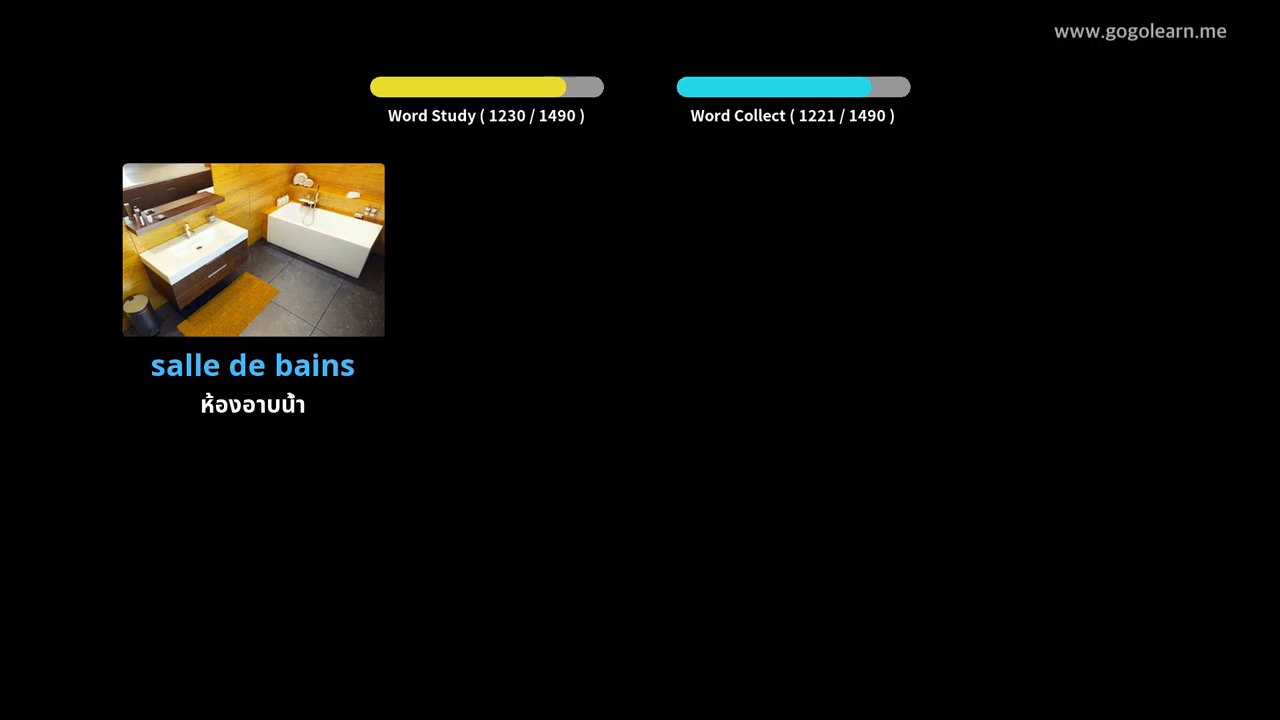 www.gogolearn.me
Word Study ( 1230 / 1490 )
Word Collect ( 1221 / 1490 )
salle de bains
ห้องอาบน้ำ